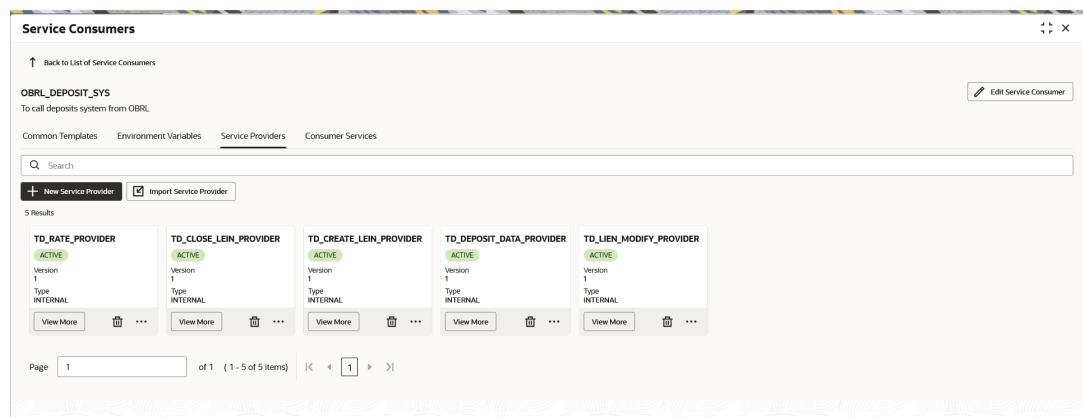 Service Consumers
Back to List of Service Consumers
OBRL_DEPOSIT_SYS
Edit Service Consumer
To call deposits system from OBRL
Common Templates Environment Variables Service Providers Consumer Services
Search
New Service Provider Import Service Provider
5 Results
TD_RATE_PROVIDER TD_CLOSE_LEIN_PROVIDER TD_CREATE_LEIN_PROVIDER TD_DEPOSIT_DATA_PROVIDER TD_LIEN_MODIFY_PROVIDER
ACTIVE ACTIVE ACTIVE ACTIVE ACTIVE
Version Version Version Version Version
1 1 1 1 1
Type Type Type Type Type
INTERNAL INTERNAL INTERNAL INTERNAL INTERNAL
View More View More View More View More View More
Page 1 of 1 ( 1 - 5 of 5 items) 1